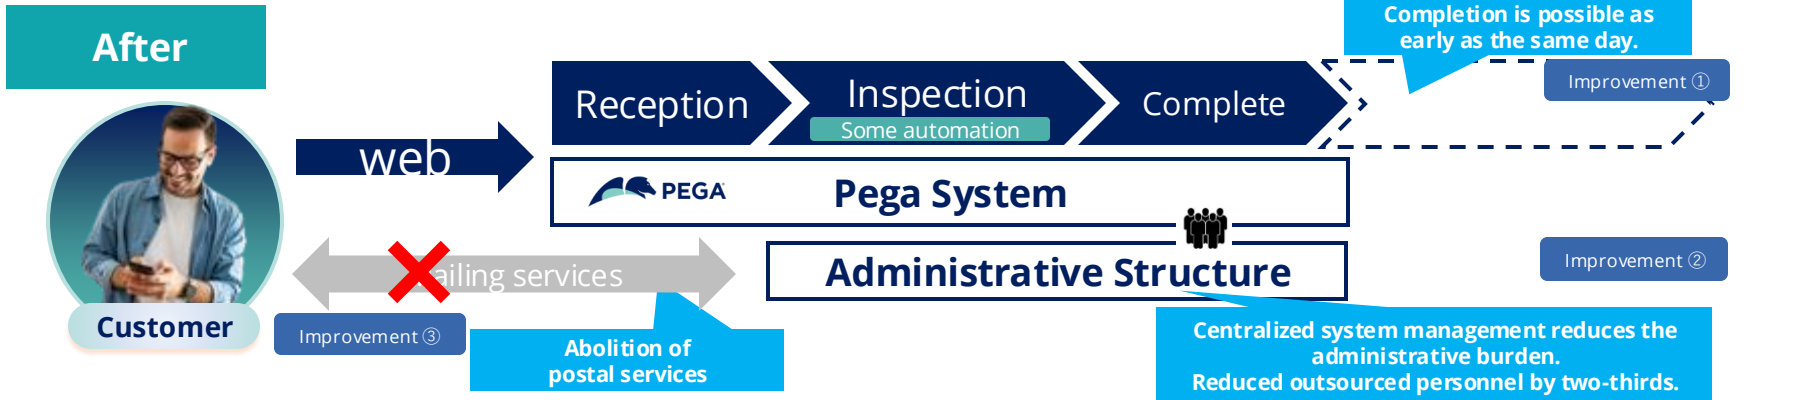 After
Completion is possible as
early as the same day.
Improvement ①
Reception
Inspection
Some automation
Complete
web
PEGA
Pega System
Administrative Structure
Improvement ②
ailing services
Customer
Improvement ③
Abolition of
postal services
Centralized system management reduces the
administrative burden.
Reduced outsourced personnel by two-thirds.